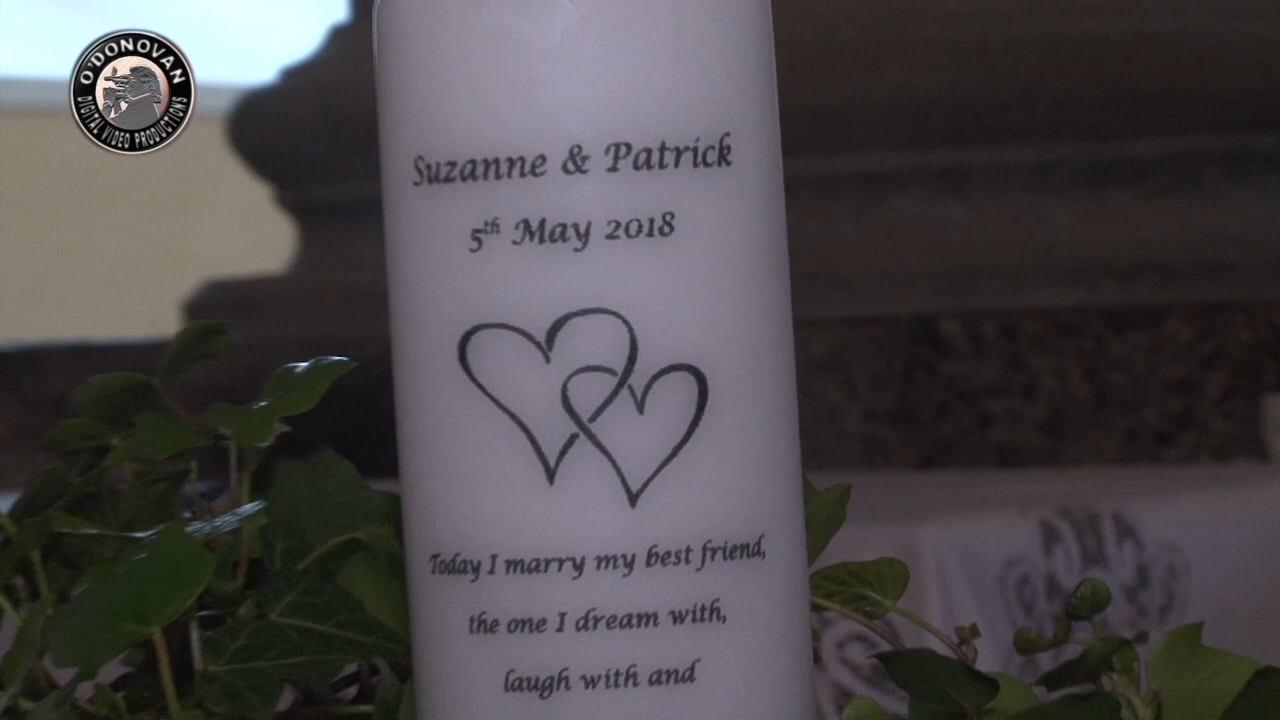 O'DONOVAN
DIGITAL VIDEO PRODUCTIONS
Suzanne & Patrick
5th May 2018
Today I marry my best friend,
the one I dream with,
laugh with and